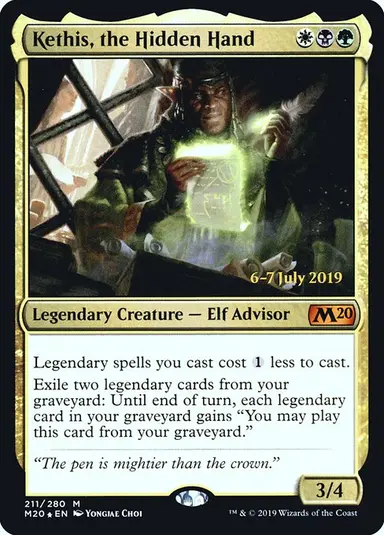 Kethis, the Hidden Hand
6-7 July 2019
Legendary Creature — Elf Advisor
M20
Legendary spells you cast cost 1 less to cast.
Exile two legendary cards from your
graveyard: Until end of turn, each legendary
card in your graveyard gains “You may play
this card from your graveyard.”
“The pen is mightier than the crown.”
3/4
211/280 M
M20 ★ EN Yongjae Choi
™ & © 2019 Wizards of the Coast